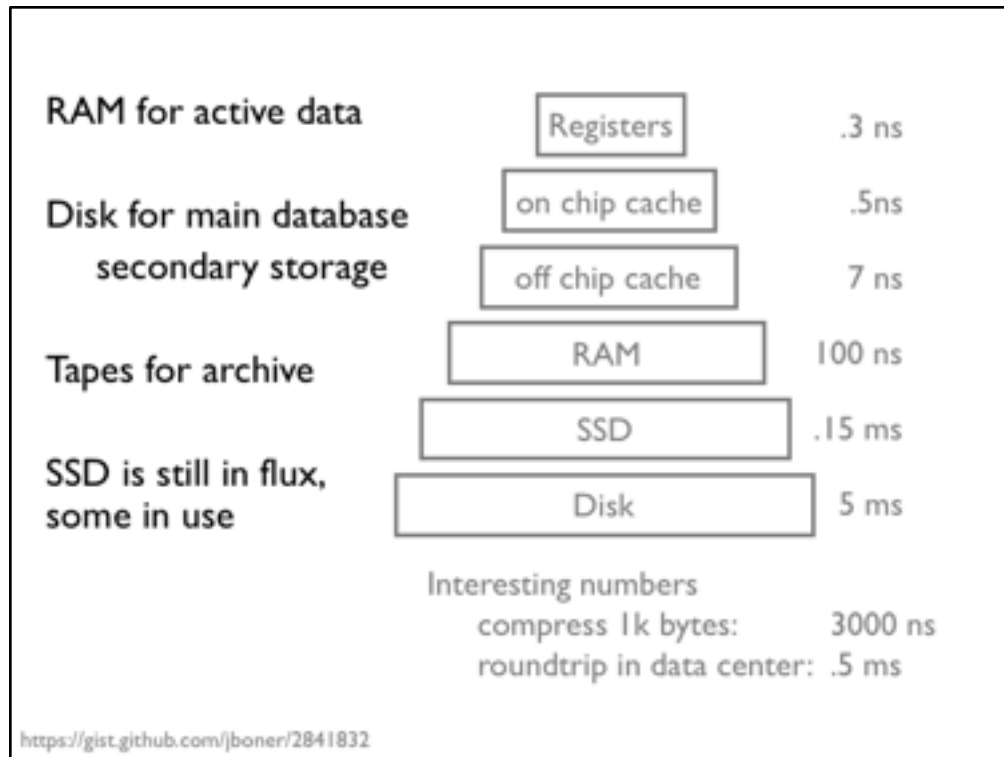 RAM for active data
Disk for main database
secondary storage
Tapes for archive
SSD is still in flux,
some in use
Registers .3 ns
on chip cache .5ns
off chip cache 7 ns
RAM 100 ns
SSD .15 ms
Disk 5 ms
Interesting numbers
compress 1k bytes: 3000 ns
roundtrip in data center: .5 ms
https://gist.github.com/jboner/2841832